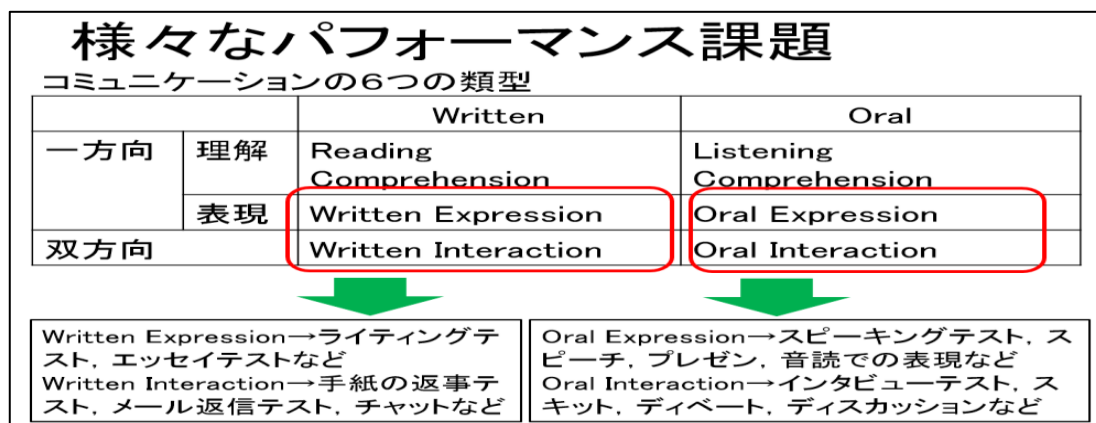 様々なパフォーマンス課題
コミュニケーションの6つの類型
Written Oral
一方向 理解 Reading Comprehension Listening Comprehension
表現 Written Expression Oral Expression
双方向 Written Interaction Oral Interaction
Written Expression→ライティングテ
スト, エッセイテストなど
Written Interaction→手紙の返事テ
スト, メール返信テスト, チャットなど
Oral Expression→スピーキングテスト, ス
ピーチ, プレゼン, 音読での表現など
Oral Interaction→インタビューテスト, ス
キット, ディベート, ディスカッションなど